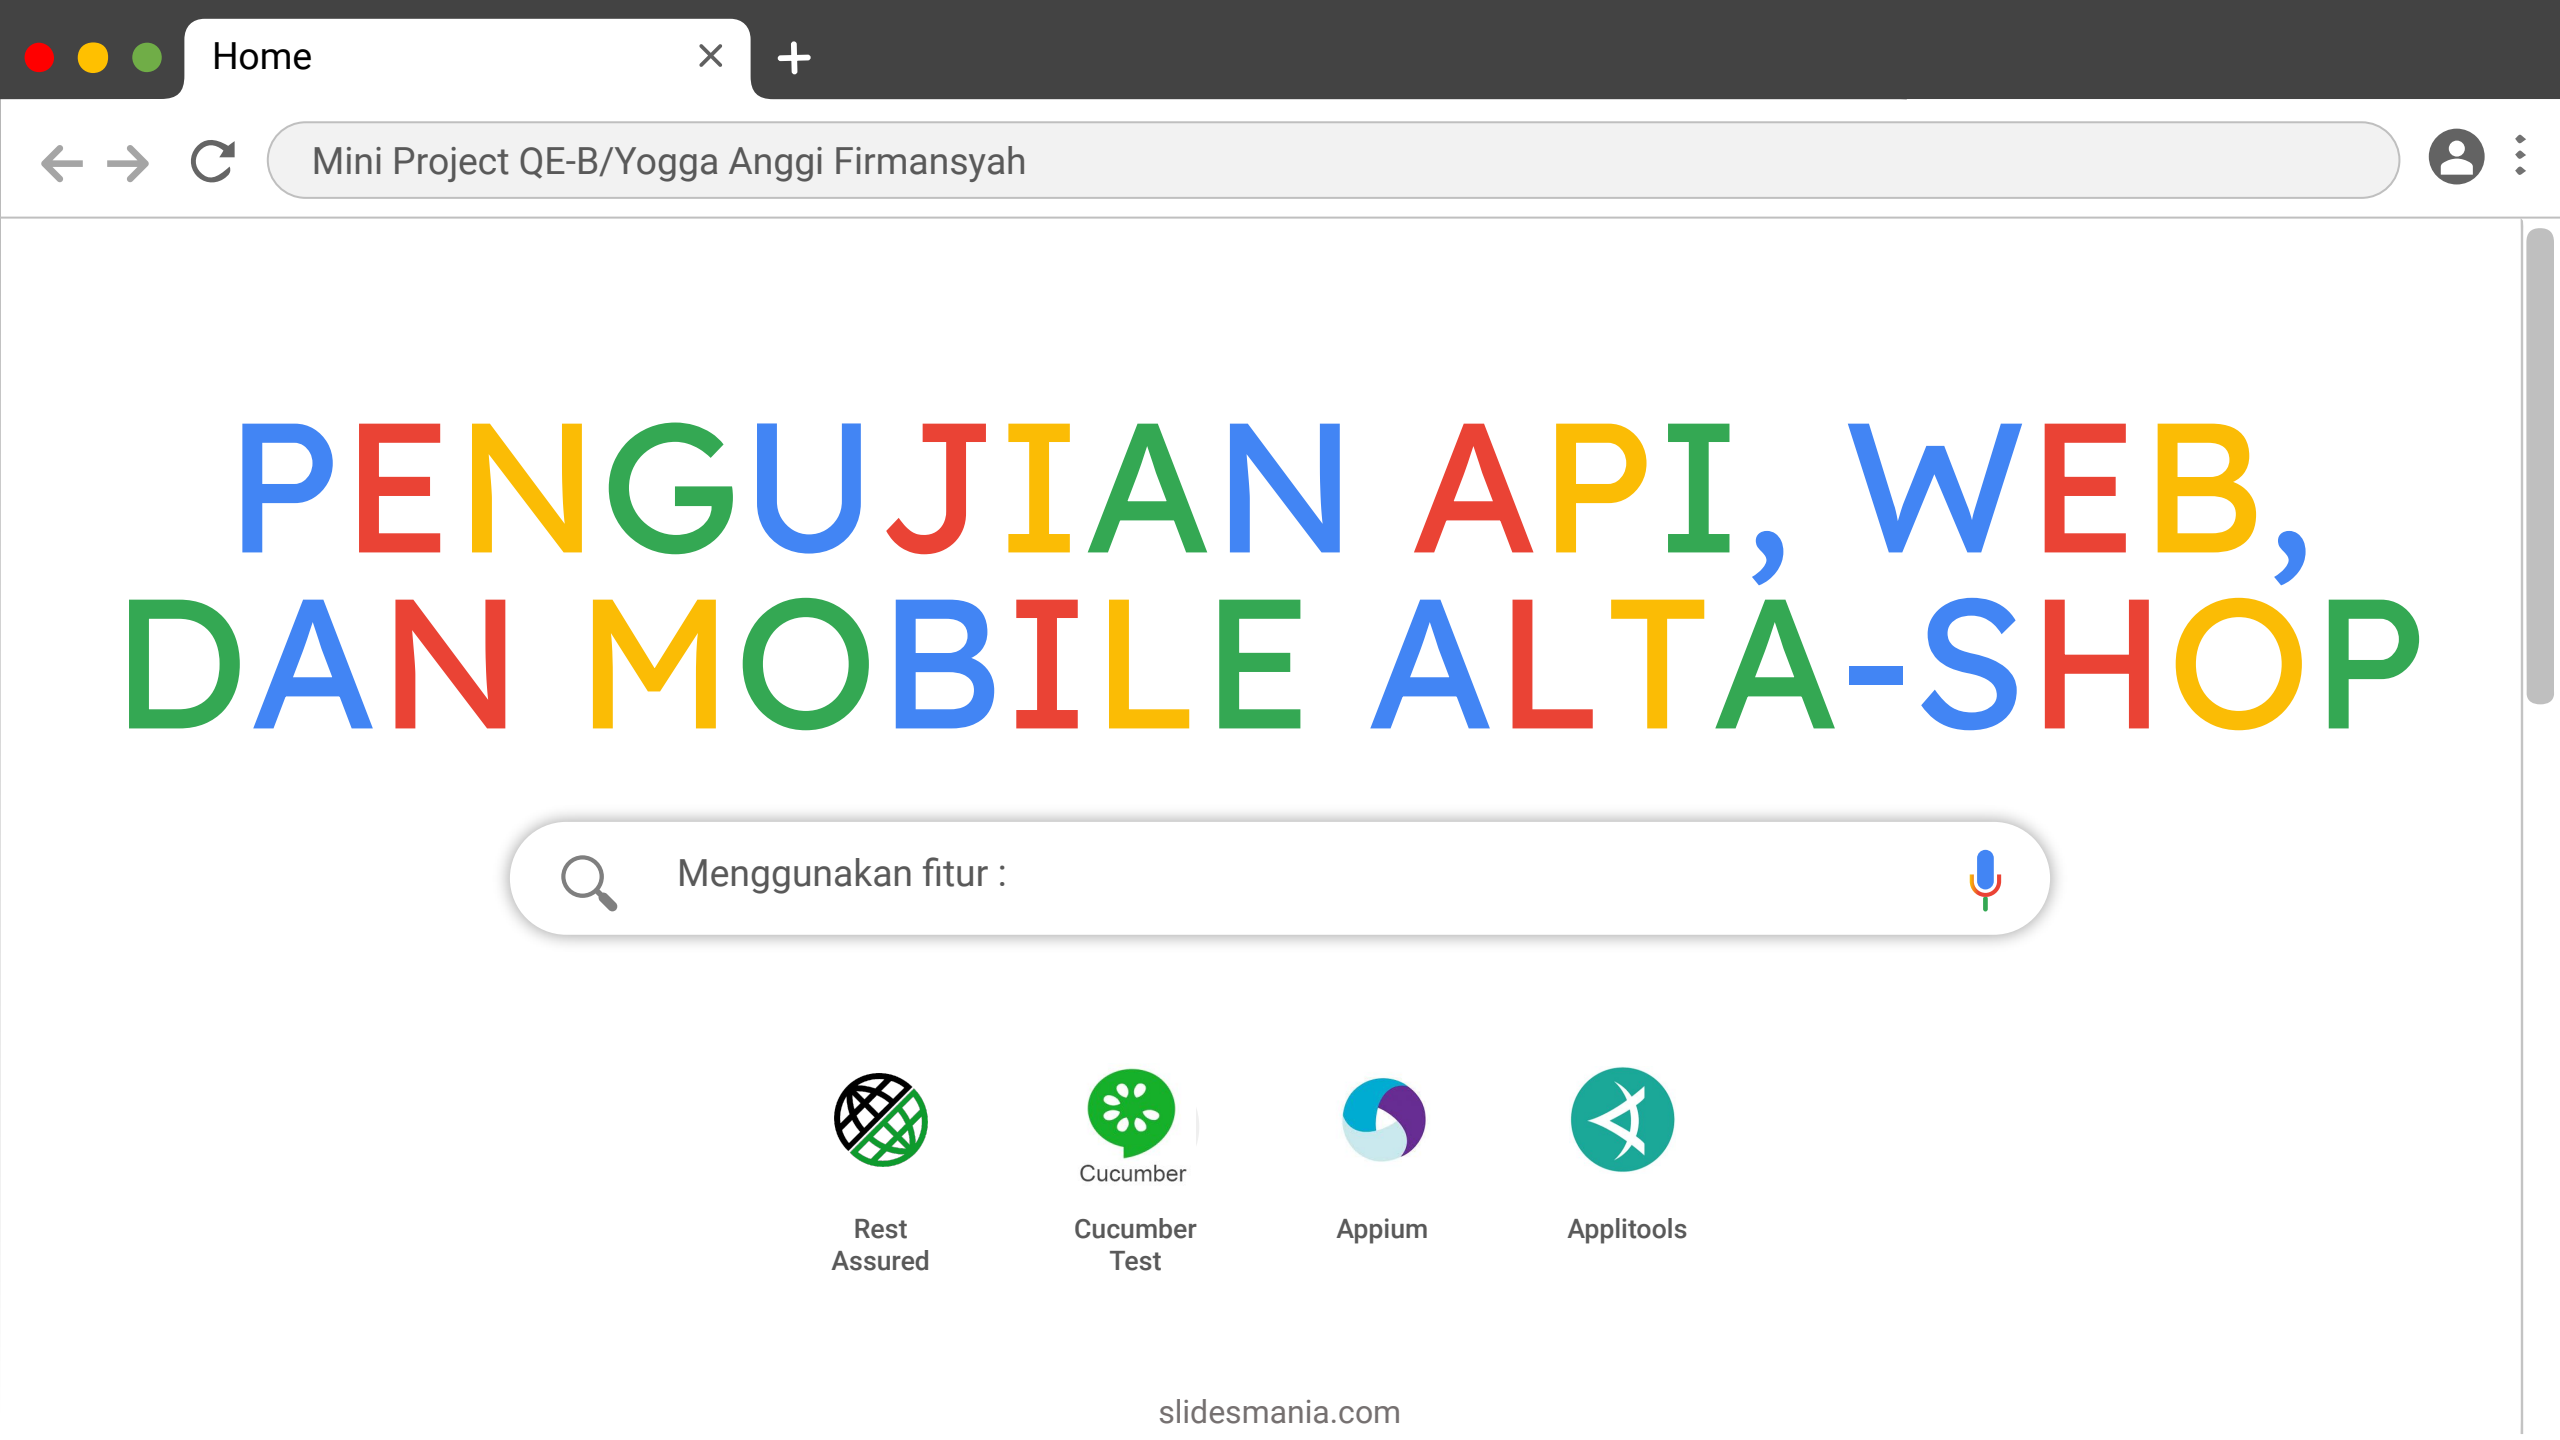 Home
Mini Project QE-B/Yogga Anggi Firmansyah
PENGUJIAN API, WEB,
DAN MOBILE ALTA-SHOP
Menggunakan fitur :
Cucumber
Rest
Assured
Cucumber
Test
Appium
Applitools
slidesmania.com